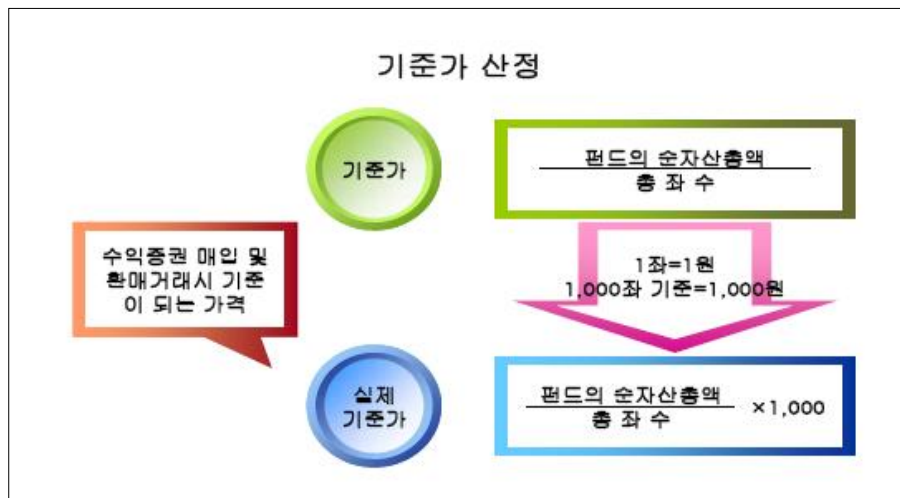 기준가 산정
기준가
펀드의 순자산총액
총 좌 수
수익증권 매입 및
환매거래시 기준
이 되는 가격
1좌=1원
1,000좌 기준=1,000원
실제
기준가
펀드의 순자산총액
총 좌 수
×1,000